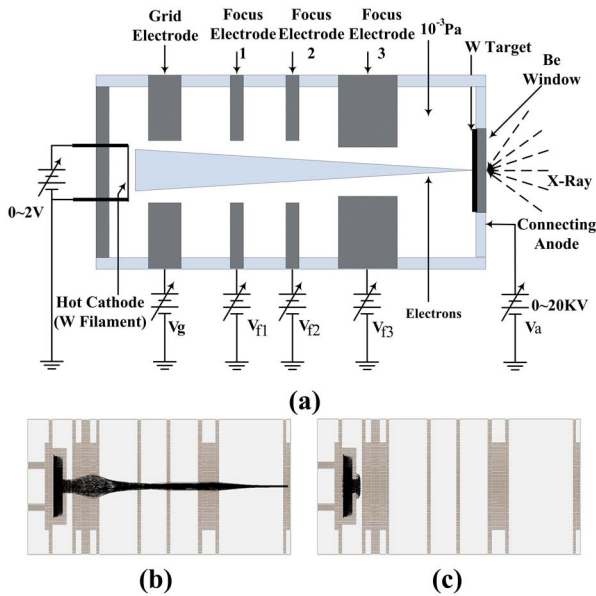 Grid
Electrode
Focus
Electrode
1
Focus
Electrode
2
Focus
Electrode
3
10⁻³Pa
W Target
Be
Window
0~2V
X-Ray
Connecting
Anode
Hot Cathode
(W Filament)
Vg
Vf1
Vf2
Vf3
Electrons
0~20KV
Va
(a)
(b)
(c)